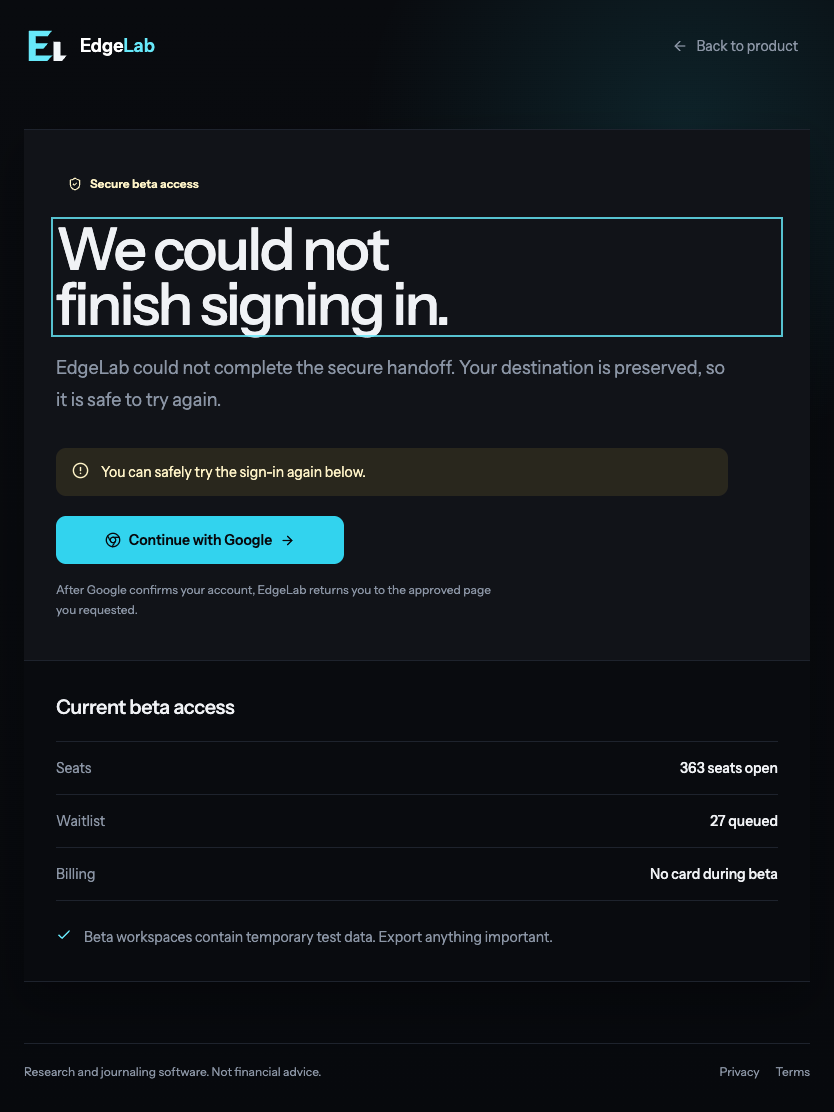 EL EdgeLab
Back to product
Secure beta access
We could not
finish signing in.
EdgeLab could not complete the secure handoff. Your destination is preserved, so
it is safe to try again.
You can safely try the sign-in again below.
Continue with Google
After Google confirms your account, EdgeLab returns you to the approved page
you requested.
Current beta access
Seats 363 seats open
Waitlist 27 queued
Billing No card during beta
Beta workspaces contain temporary test data. Export anything important.
Research and journaling software. Not financial advice.
Privacy Terms